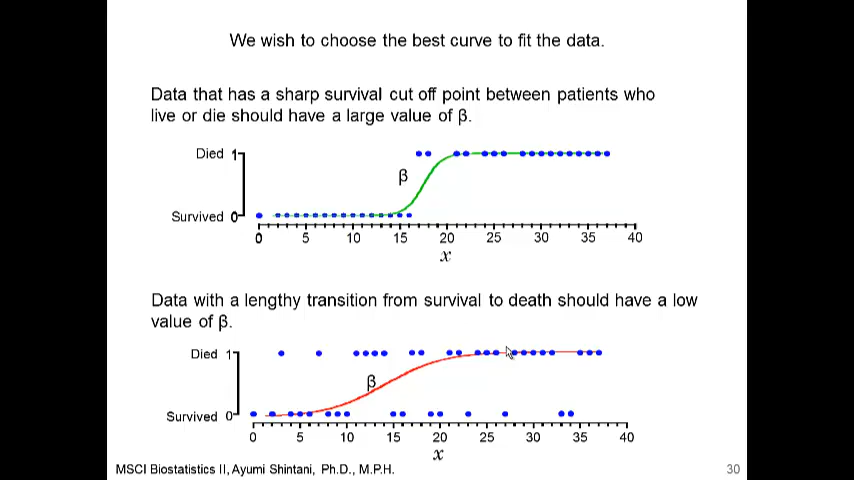 We wish to choose the best curve to fit the data.
Data that has a sharp survival cut off point between patients who
live or die should have a large value of β.
Died 1
β
Survived 0
0 5 10 15 20 25 30 35 40
x
Data with a lengthy transition from survival to death should have a low
value of β.
Died 1
β
Survived 0
0 5 10 15 20 25 30 35 40
x
MSCI Biostatistics II, Ayumi Shintani, Ph.D., M.P.H. 30